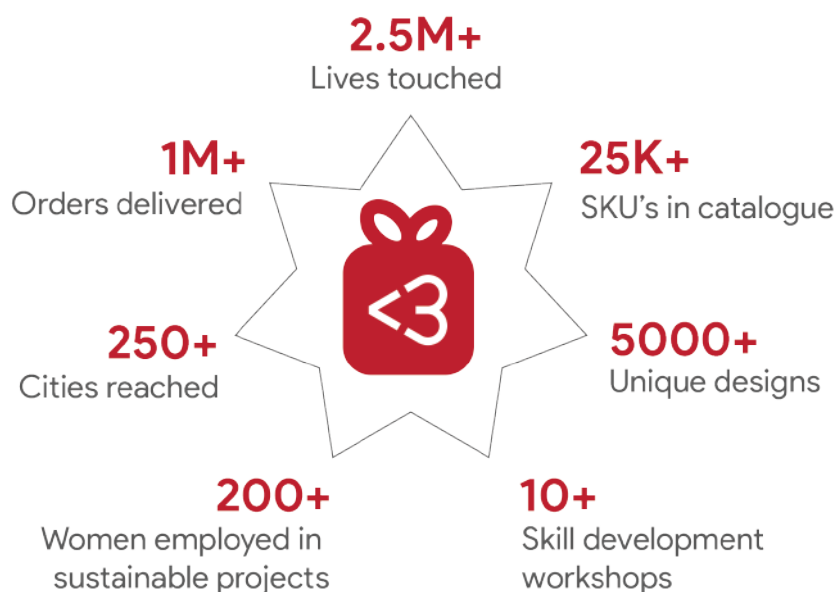 2.5M+
Lives touched
1M+
Orders delivered
25K+
SKU's in catalogue
<3
250+
Cities reached
5000+
Unique designs
200+
Women employed in
sustainable projects
10+
Skill development
workshops